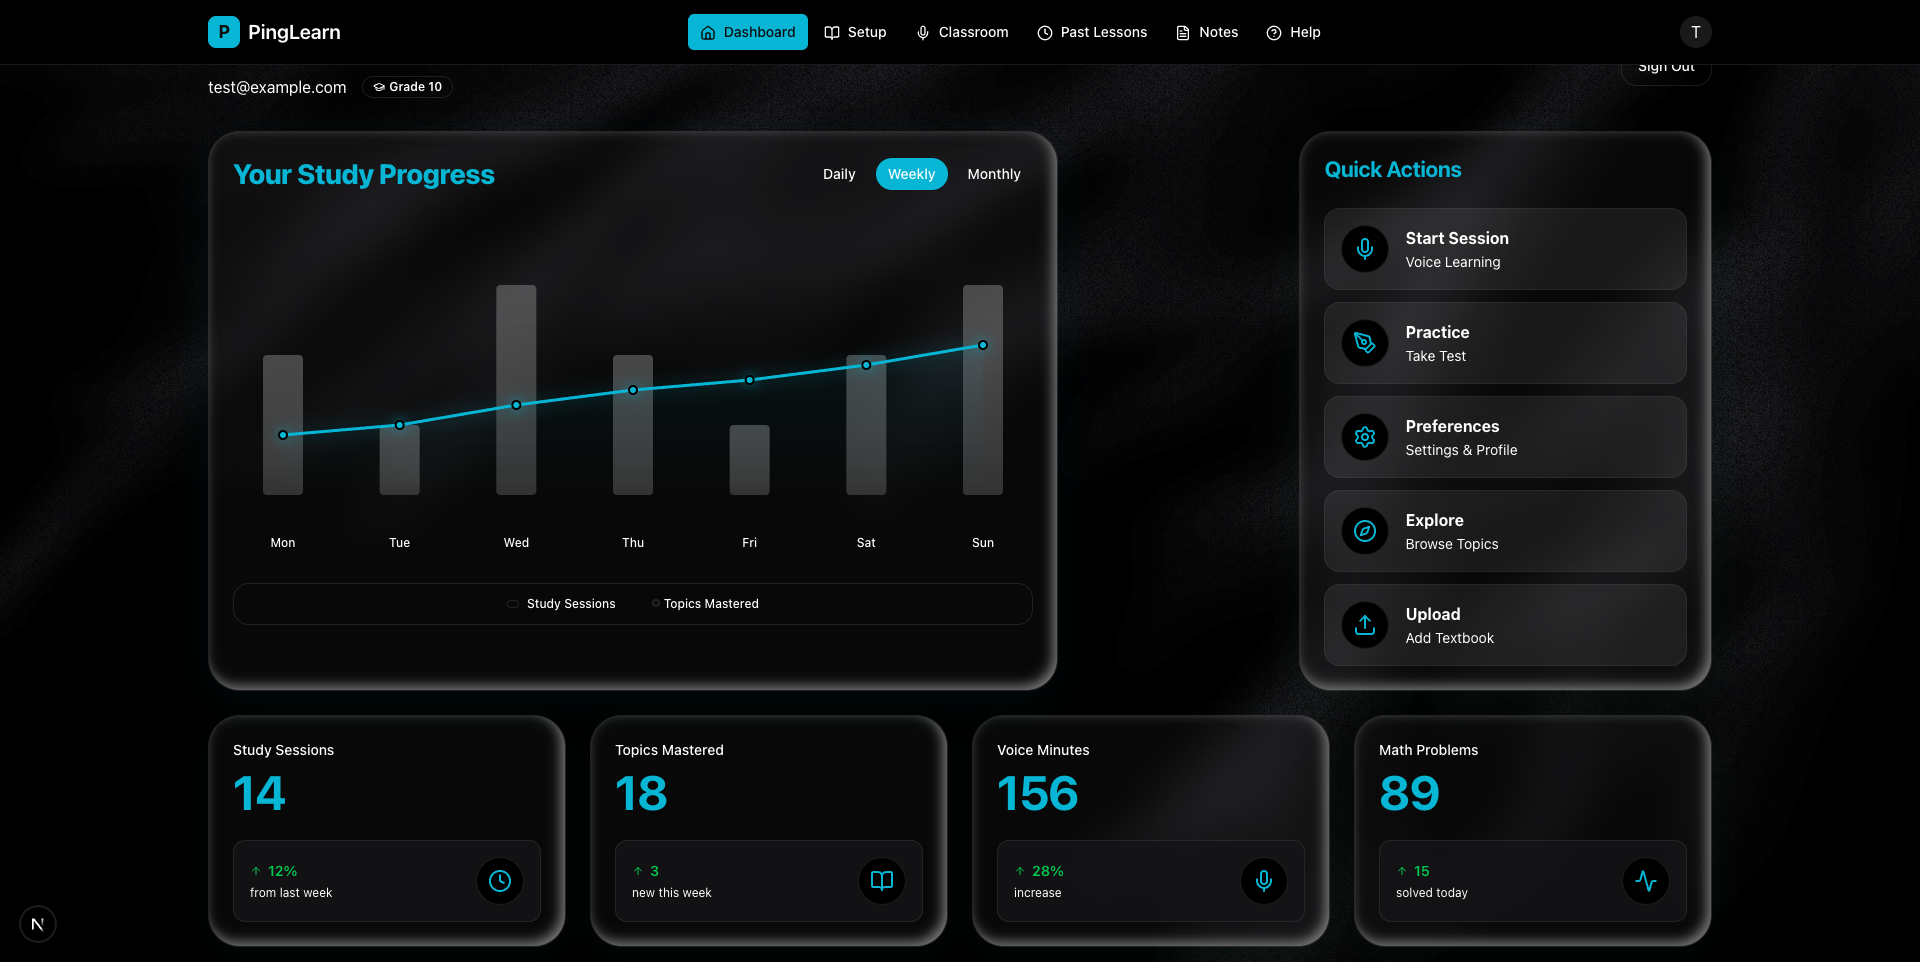 P PingLearn
Dashboard Setup Classroom Past Lessons Notes Help
T
Sign Out
test@example.com Grade 10
Your Study Progress
Daily Weekly Monthly
Mon Tue Wed Thu Fri Sat Sun
Study Sessions Topics Mastered
Quick Actions
Start Session
Voice Learning
Practice
Take Test
Preferences
Settings & Profile
Explore
Browse Topics
Upload
Add Textbook
Study Sessions
14
↑ 12%
from last week
Topics Mastered
18
↑ 3
new this week
Voice Minutes
156
↑ 28%
increase
Math Problems
89
↑ 15
solved today
N